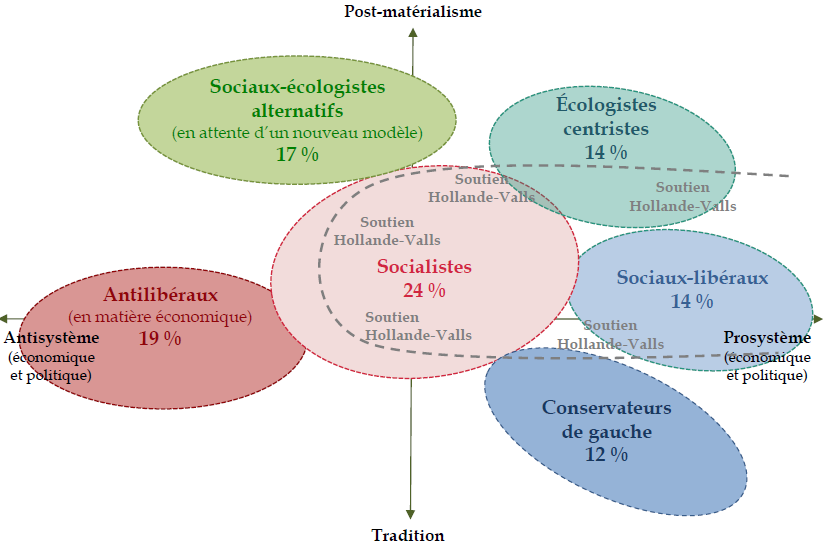 Post-matérialisme
Sociaux-écologistes
alternatifs
(en attente d'un nouveau modèle)
17 %
Écologistes
centristes
14 %
Soutien
Hollande-Valls
Soutien
Hollande-Valls
Soutien
Hollande-Valls
Socialistes
24 %
Sociaux-libéraux
14 %
Antilibéraux
(en matière économique)
19 %
Soutien
Hollande-Valls
Soutien
Hollande-Valls
Antisystème
(économique
et politique)
Prosystème
(économique
et politique)
Conservateurs
de gauche
12 %
Tradition